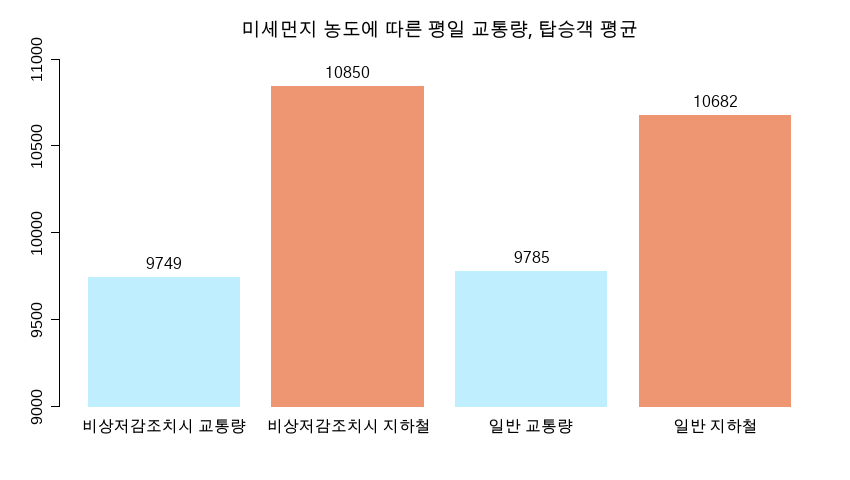 미세먼지 농도에 따른 평일 교통량, 탑승객 평균
11000
10500
10000
9500
9000
9749
10850
9785
10682
비상저감조치시 교통량
비상저감조치시 지하철
일반 교통량
일반 지하철